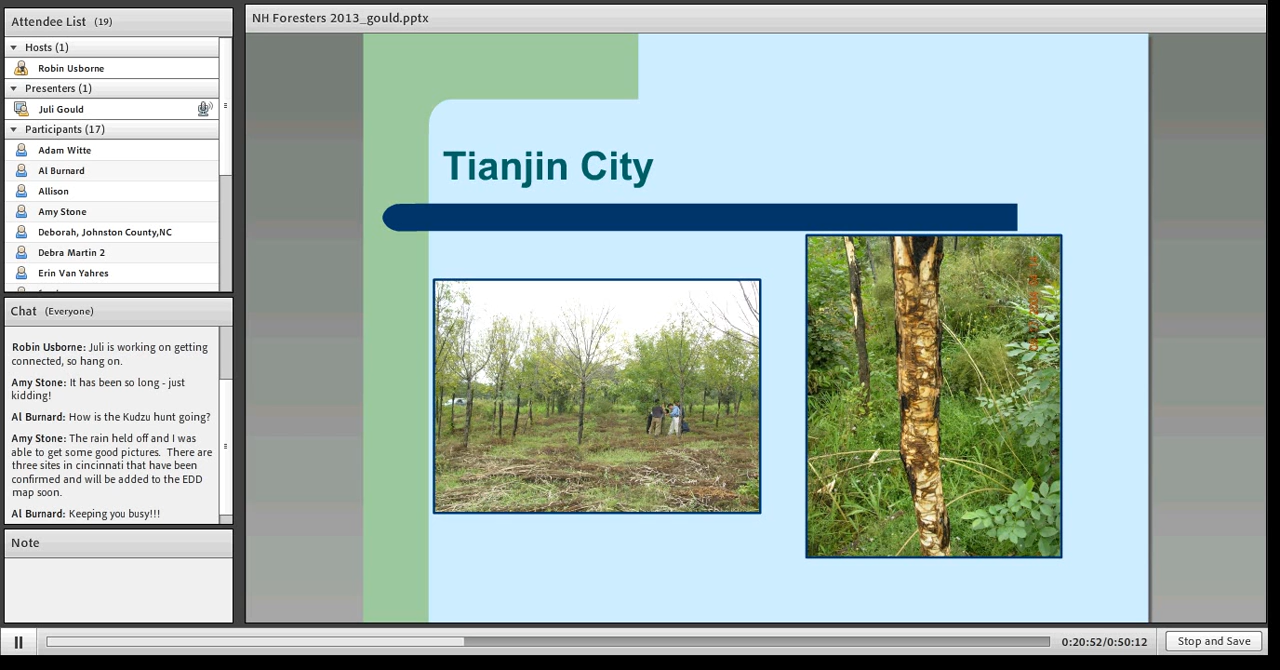 Attendee List (19)
Hosts (1)
Robin Usborne
Presenters (1)
Juli Gould
Participants (17)
Adam Witte
Al Burnard
Allison
Amy Stone
Deborah, Johnston County,NC
Debra Martin 2
Erin Van Yahres
Chat (Everyone)
Robin Usborne: Juli is working on getting
connected, so hang on.
Amy Stone: It has been so long - just
kidding!
Al Burnard: How is the Kudzu hunt going?
Amy Stone: The rain held off and I was
able to get some good pictures. There are
three sites in cincinnati that have been
confirmed and will be added to the EDD
map soon.
Al Burnard: Keeping you busy!!!
Note
NH Foresters 2013_gould.pptx
Tianjin City
0:20:52/0:50:12
Stop and Save